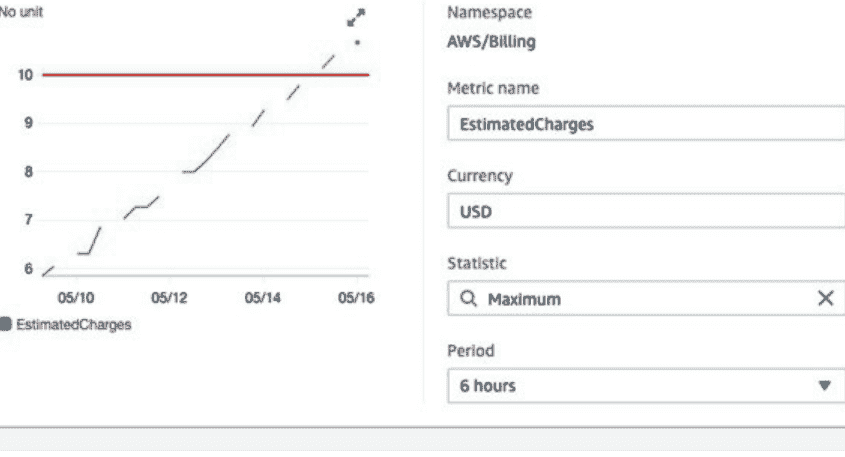 No unit
10
9
8
7
6
05/10
05/12
05/14
05/16
EstimatedCharges
Namespace
AWS/Billing
Metric name
EstimatedCharges
Currency
USD
Statistic
Maximum
Period
6 hours